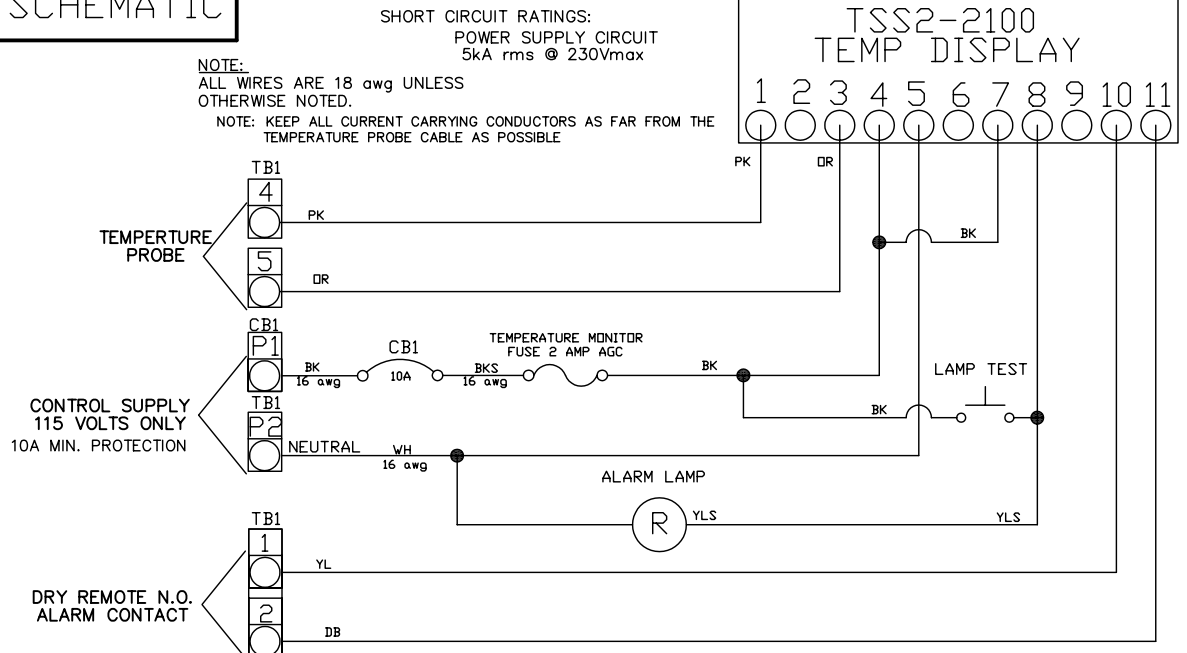 SCHEMATIC
SHORT CIRCUIT RATINGS:
POWER SUPPLY CIRCUIT
5kA rms @ 230Vmax
NOTE:
ALL WIRES ARE 18 awg UNLESS
OTHERWISE NOTED.
NOTE: KEEP ALL CURRENT CARRYING CONDUCTORS AS FAR FROM THE
TEMPERATURE PROBE CABLE AS POSSIBLE
TSS2-2100
TEMP DISPLAY
1 2 3 4 5 6 7 8 9 10 11
PK
OR
TB1
4
PK
TEMPERTURE
PROBE
BK
5
OR
CB1
P1
BK
16 awg
CB1
10A
BKS
16 awg
TEMPERATURE MONITOR
FUSE 2 AMP AGC
BK
LAMP TEST
BK
CONTROL SUPPLY
115 VOLTS ONLY
10A MIN. PROTECTION
TB1
P2
NEUTRAL
WH
16 awg
ALARM LAMP
R
YLS
YLS
TB1
1
YL
DRY REMOTE N.O.
ALARM CONTACT
2
DB